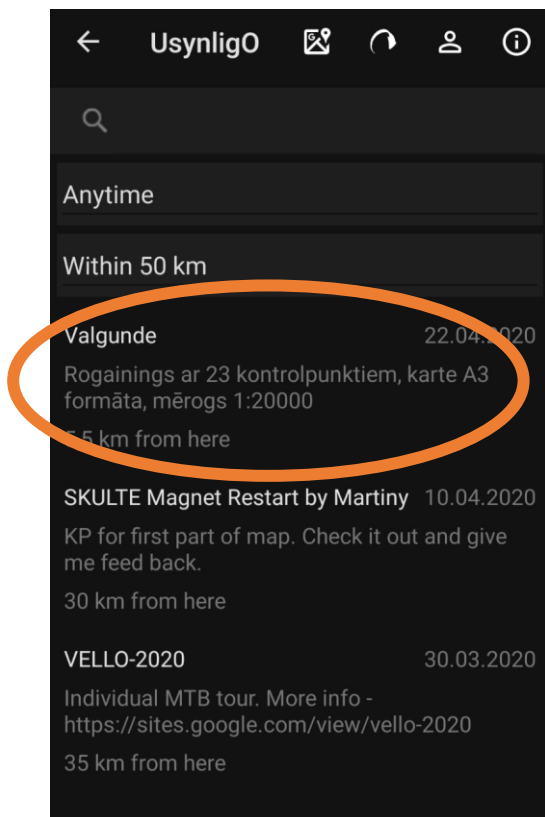 UsynligO
Anytime
Within 50 km
Valgunde 22.04.2020
Rogainings ar 23 kontrolpunktiem, karte A3
formāta, mērogs 1:20000
5.5 km from here
SKULTE Magnet Restart by Martiny 10.04.2020
KP for first part of map. Check it out and give
me feed back.
30 km from here
VELLO-2020 30.03.2020
Individual MTB tour. More info -
https://sites.google.com/view/vello-2020
35 km from here